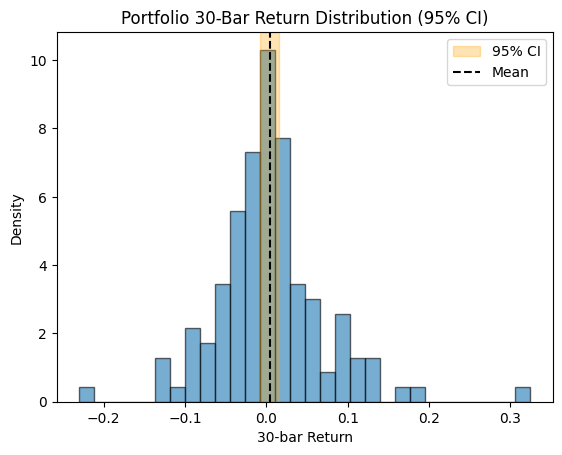 Portfolio 30-Bar Return Distribution (95% CI)
95% CI
Mean
10
8
6
4
2
0
Density
−0.2
−0.1
0.0
0.1
0.2
0.3
30-bar Return